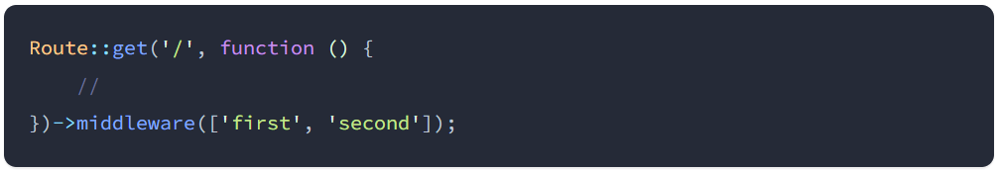 Route::get('/', function () {
    //
})->middleware(['first', 'second']);